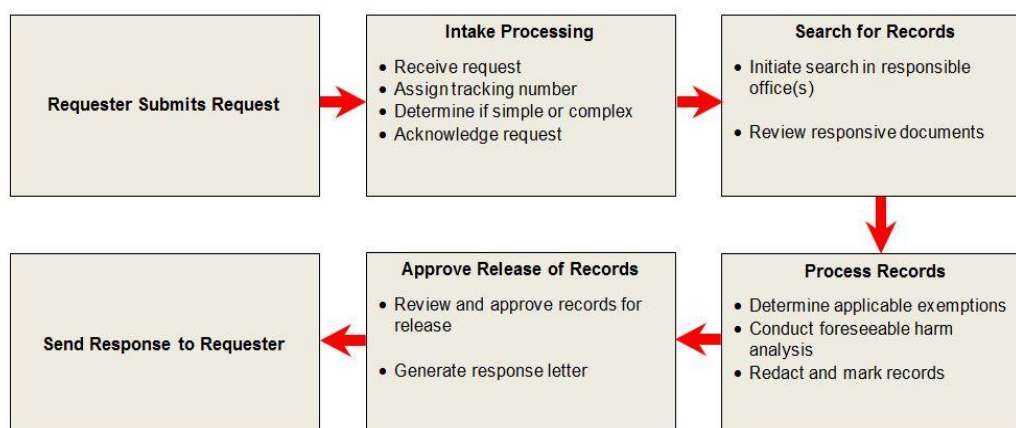 Requester Submits Request
Intake Processing
• Receive request
• Assign tracking number
• Determine if simple or complex
• Acknowledge request
Search for Records
• Initiate search in responsible
office(s)
• Review responsive documents
Process Records
• Determine applicable exemptions
• Conduct foreseeable harm
analysis
• Redact and mark records
Approve Release of Records
• Review and approve records for
release
• Generate response letter
Send Response to Requester